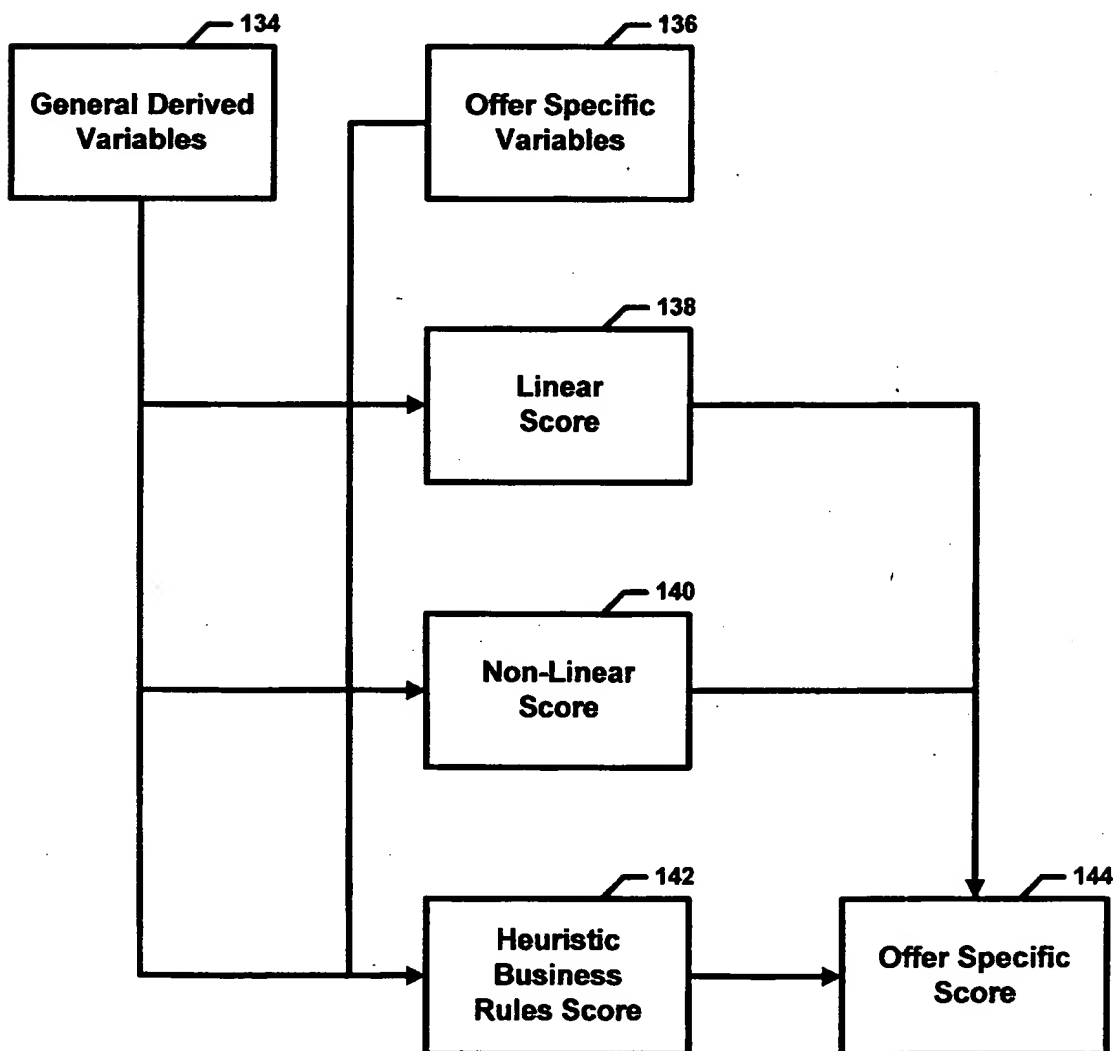 134
General Derived
Variables
136
Offer Specific
Variables
138
Linear
Score
140
Non-Linear
Score
142
Heuristic
Business
Rules Score
144
Offer Specific
Score